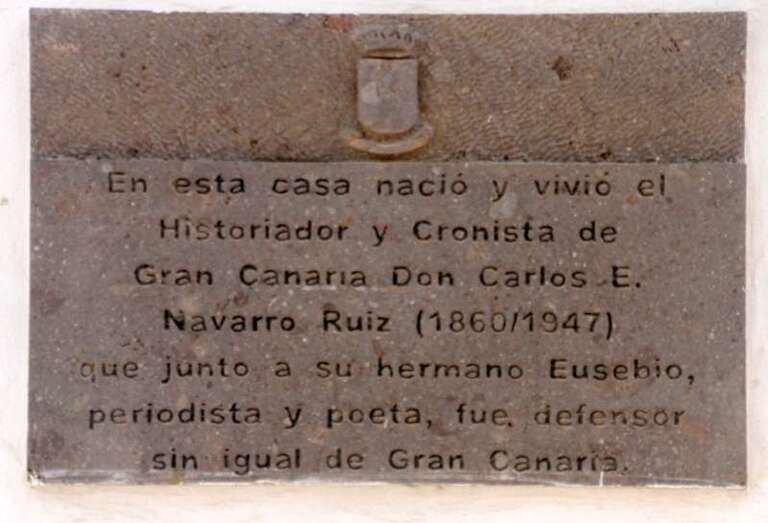 En esta casa nació y vivió el
Historiador y Cronista de
Gran Canaria Don Carlos E.
Navarro Ruiz (1860/1947)
que junto a su hermano Eusebio,
periodista y poeta, fue, defensor
sin igual de Gran Canaria.